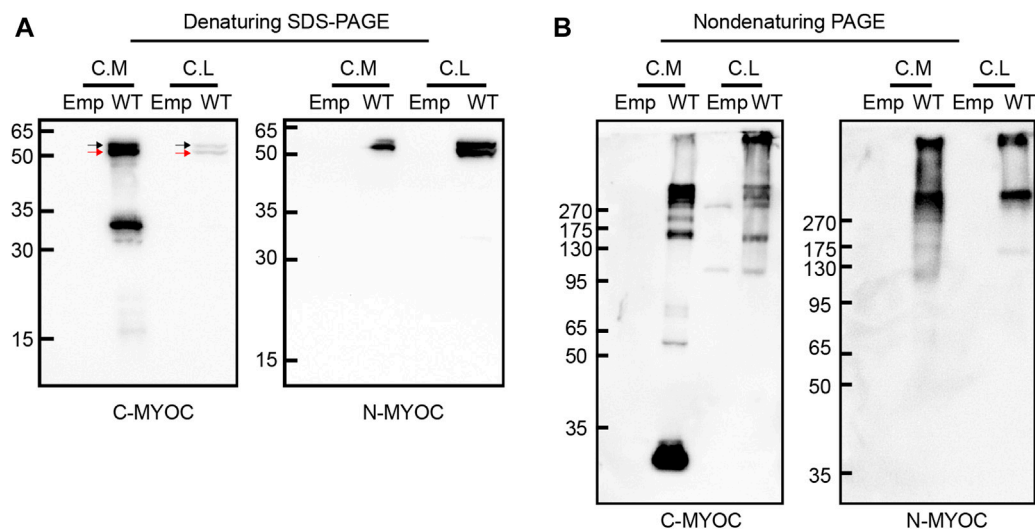 A
Denaturing SDS-PAGE
C.M C.L C.M C.L
Emp WT Emp WT Emp WT Emp WT
65
50
35
30
15
65
50
35
30
15
C-MYOC N-MYOC
B
Nondenaturing PAGE
C.M C.L C.M C.L
Emp WT Emp WT Emp WT Emp WT
270
175
130
95
65
50
35
270
175
130
95
65
50
35
C-MYOC N-MYOC